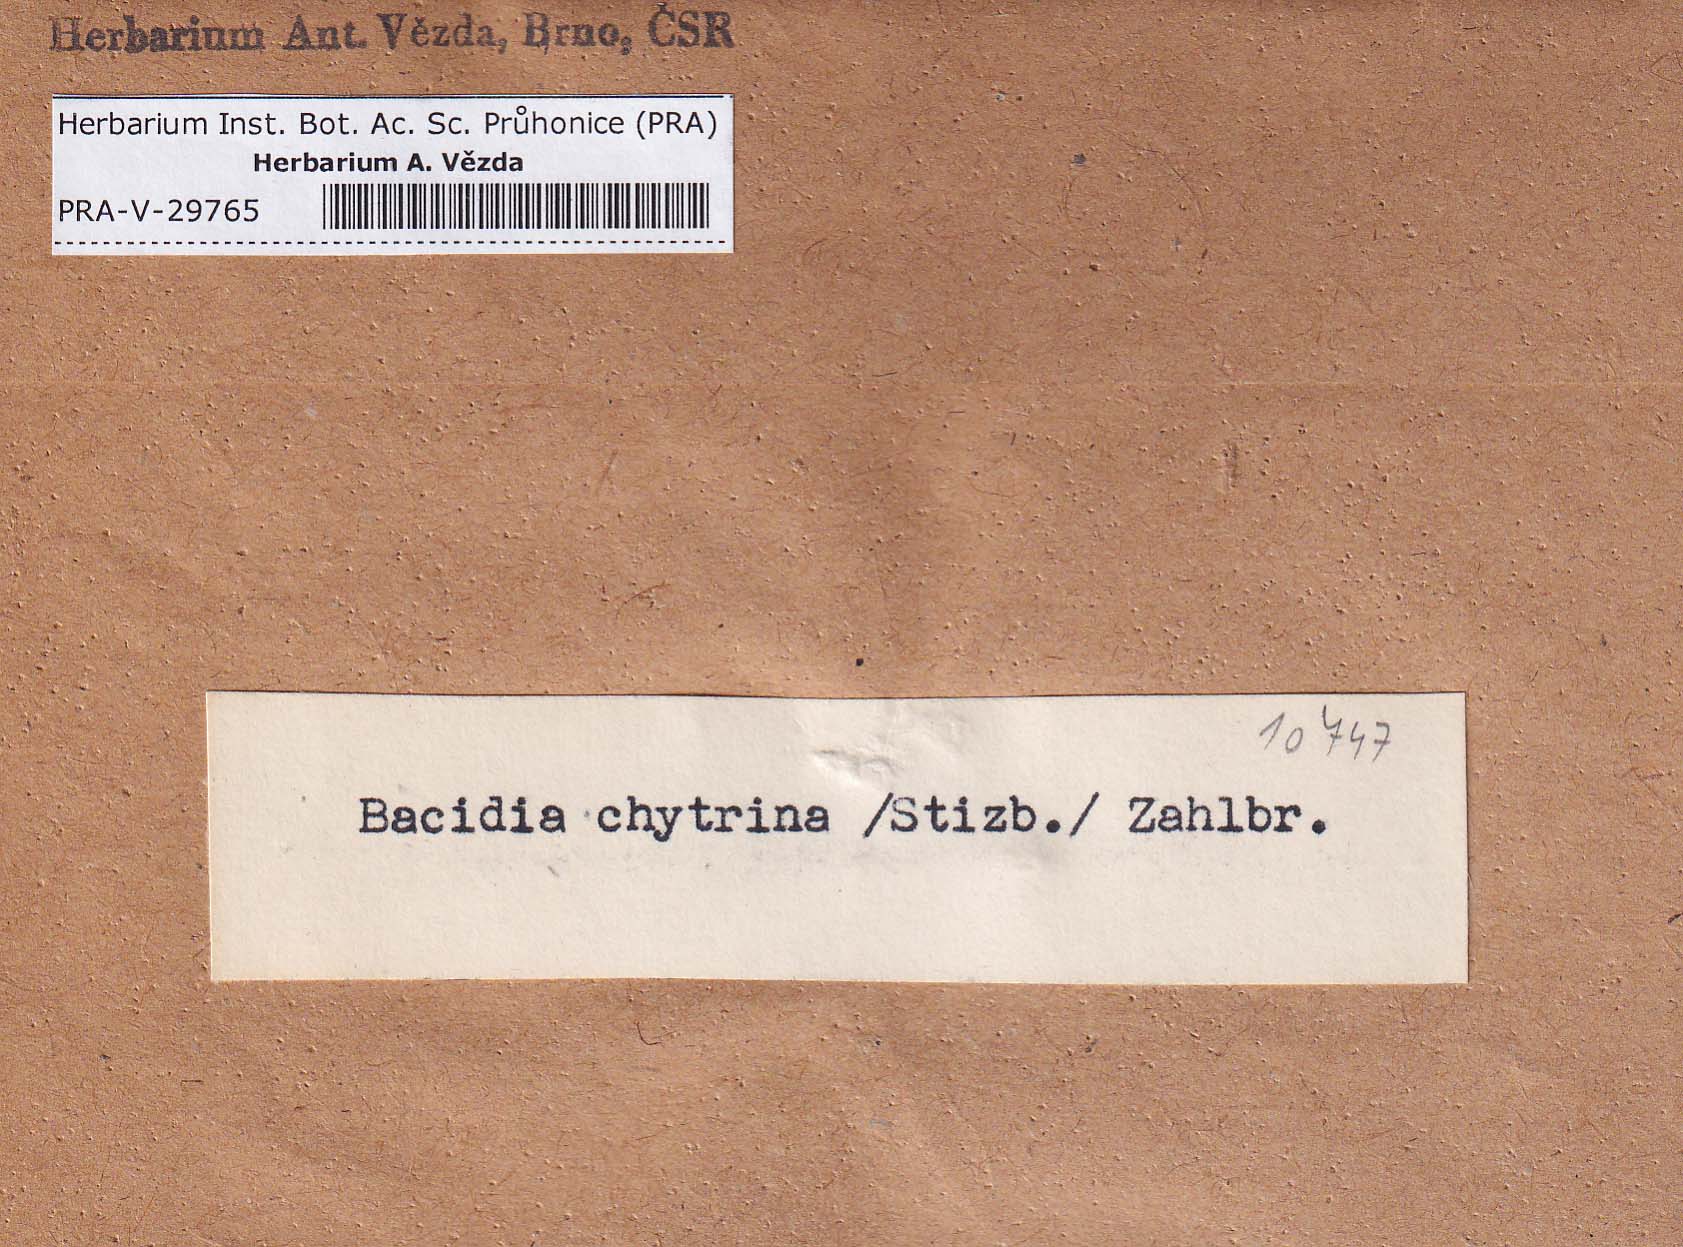 Herbarium Ant. Vězda, Brno, ČSR
Herbarium Inst. Bot. Ac. Sc. Průhonice (PRA)
Herbarium A. Vězda
PRA-V-29765
10747
Bacidia chytrina /Stizb./ Zahlbr.